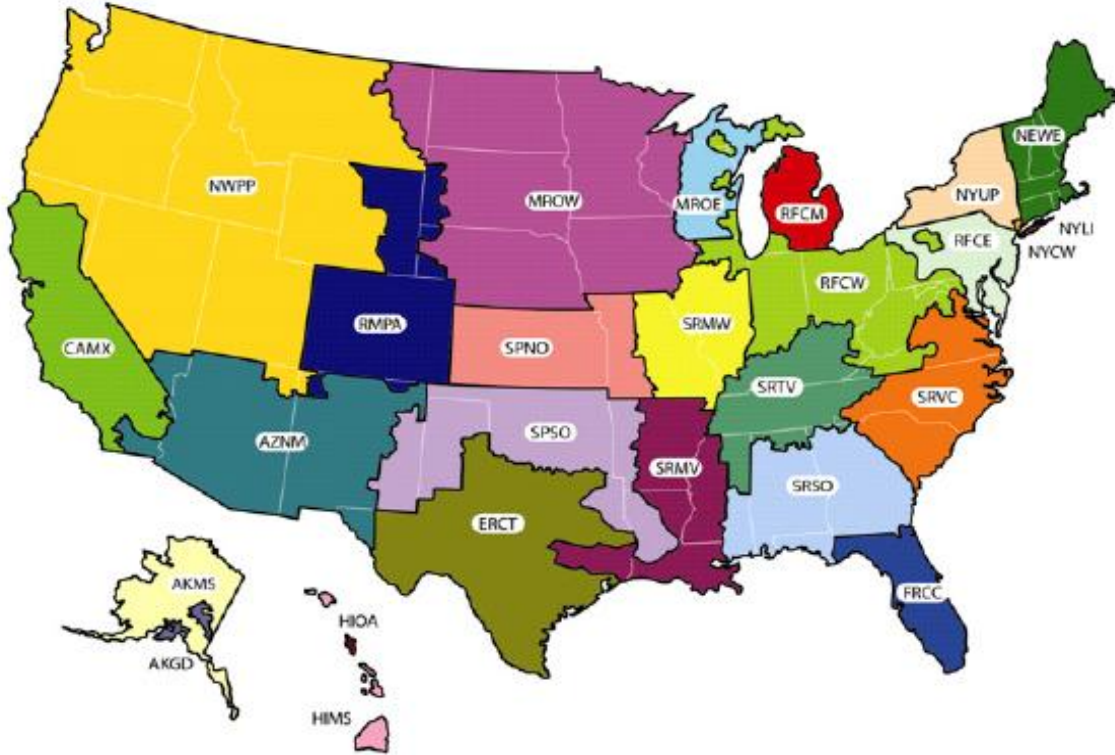 NEWE
NWPP
MROW
MROE
RFCM
NYUP
NYLI
NYCW
RFCE
RFCW
RMPA
SRMW
CAMX
SPNO
SRTV
SRVC
AZNM
SPSO
SRMV
SRSO
ERCT
AKMS
FRCC
HIOA
AKGD
HIMS